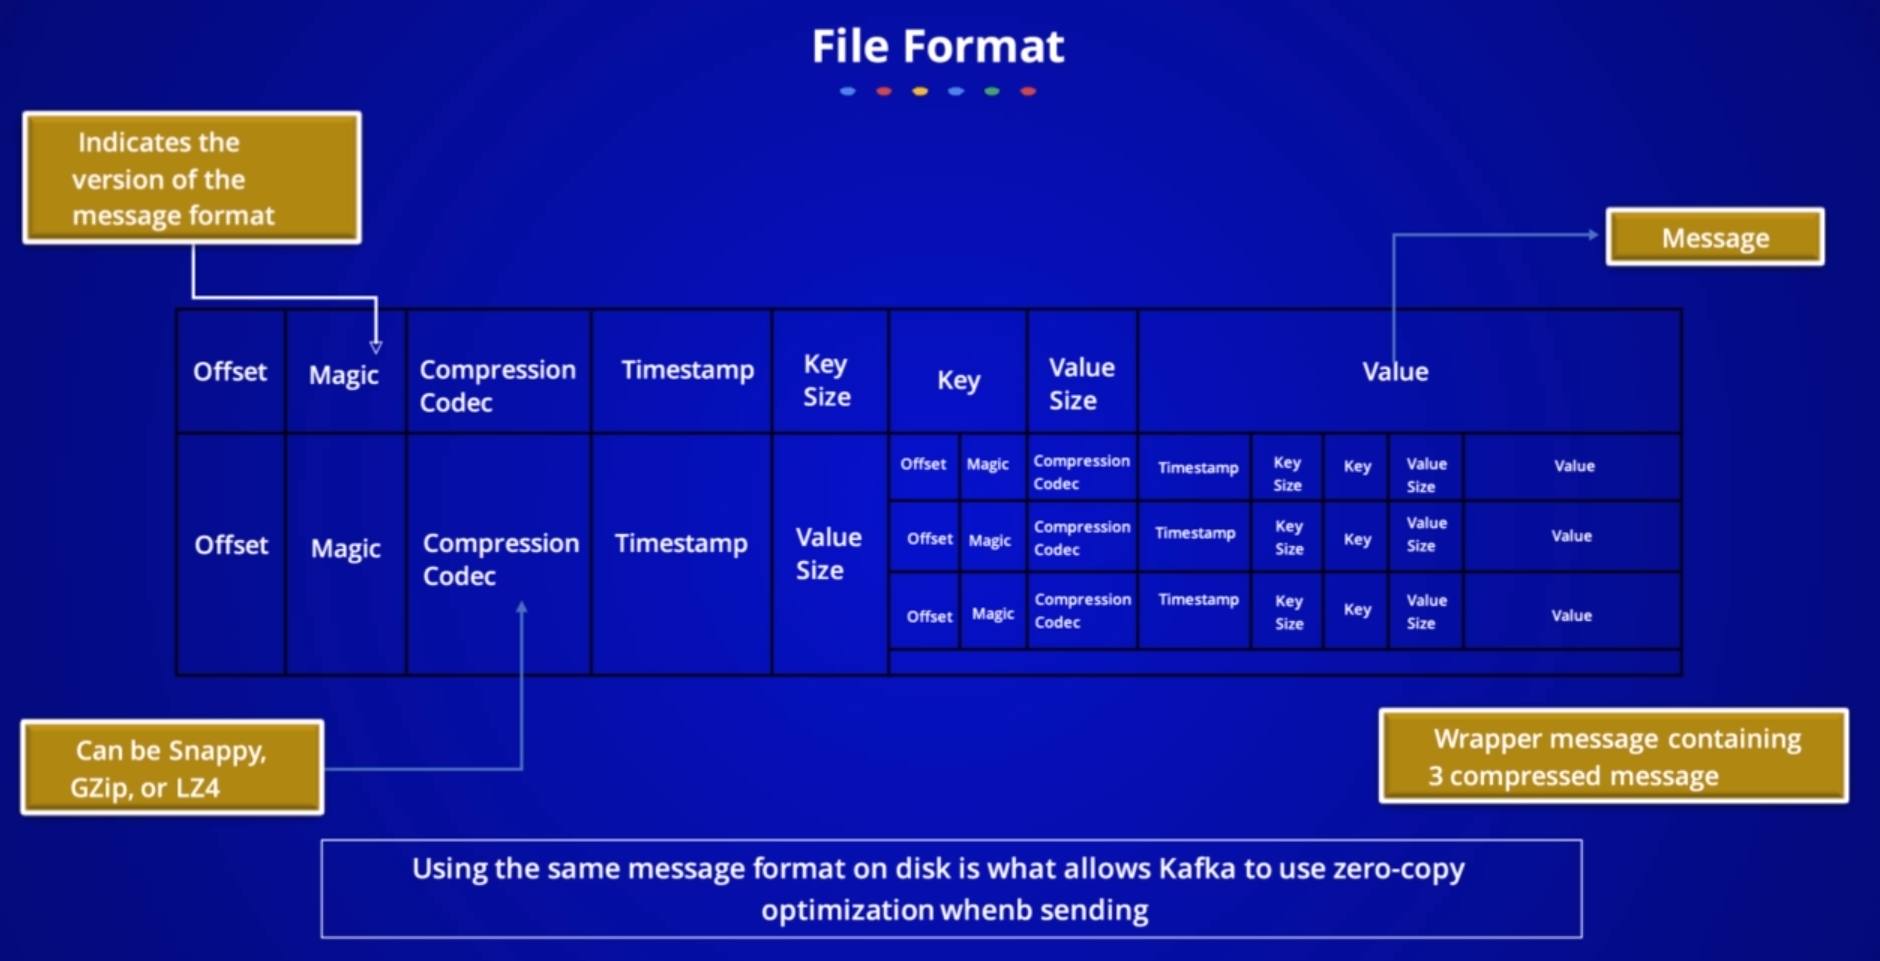 File Format
Indicates the
version of the
message format
Message
Offset
Magic
Compression
Codec
Timestamp
Key
Size
Key
Value
Size
Value
Offset
Magic
Compression
Codec
Timestamp
Value
Size
Offset
Magic
Compression
Codec
Timestamp
Key
Size
Key
Value
Size
Value
Offset
Magic
Compression
Codec
Timestamp
Key
Size
Key
Value
Size
Value
Offset
Magic
Compression
Codec
Timestamp
Key
Size
Key
Value
Size
Value
Can be Snappy,
GZip, or LZ4
Wrapper message containing
3 compressed message
Using the same message format on disk is what allows Kafka to use zero-copy
optimization whenb sending